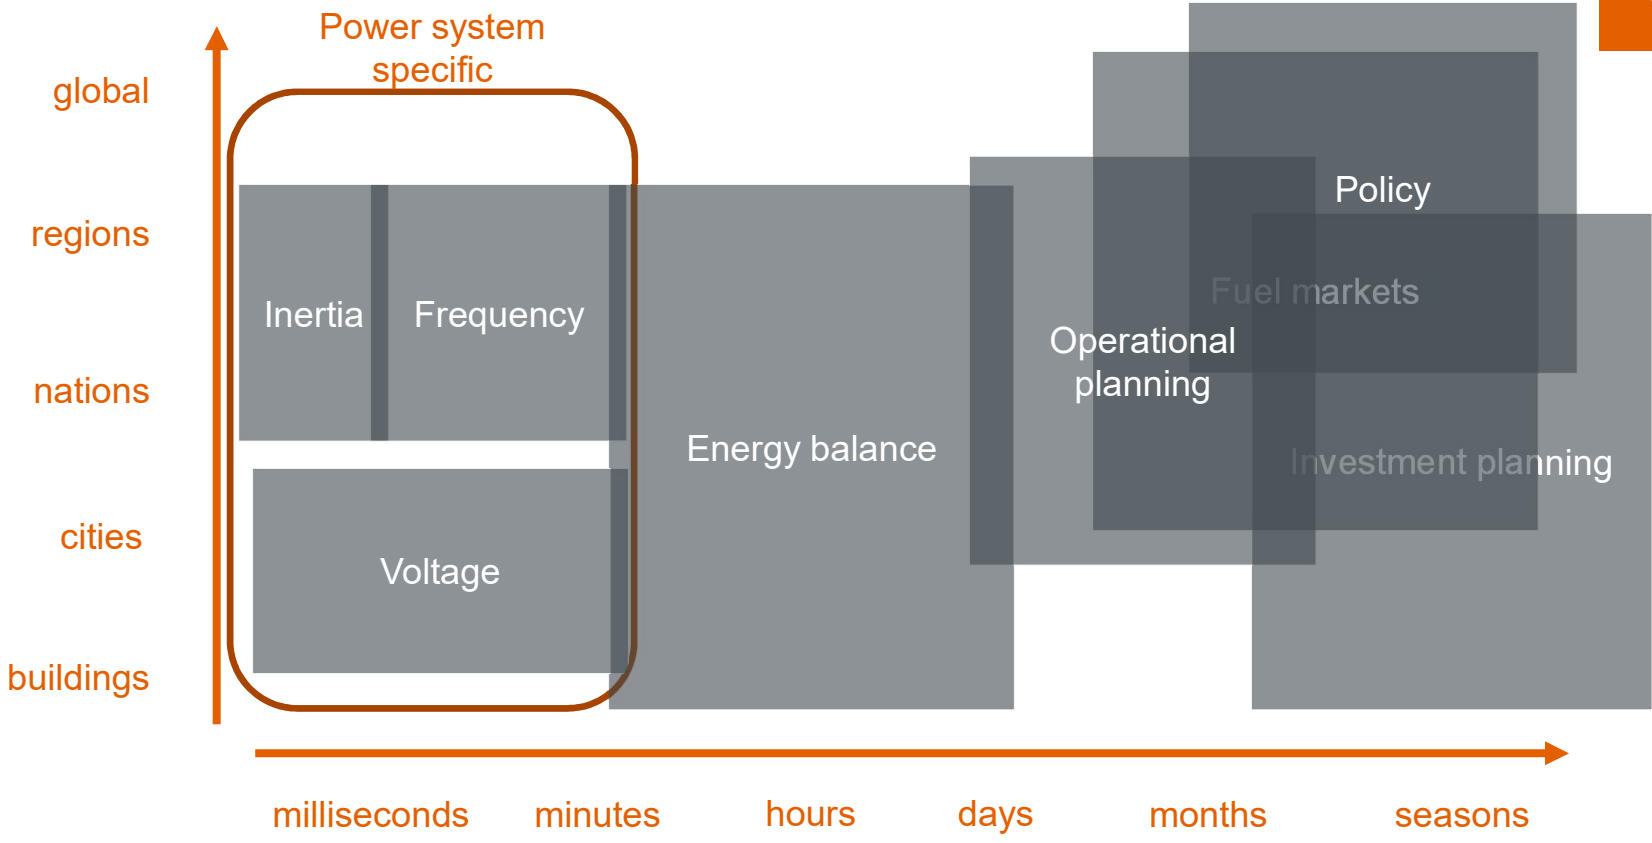 Power system
specific
global
regions
nations
cities
buildings
Inertia
Frequency
Voltage
Energy balance
Operational
planning
Policy
Fuel markets
Investment planning
milliseconds
minutes
hours
days
months
seasons